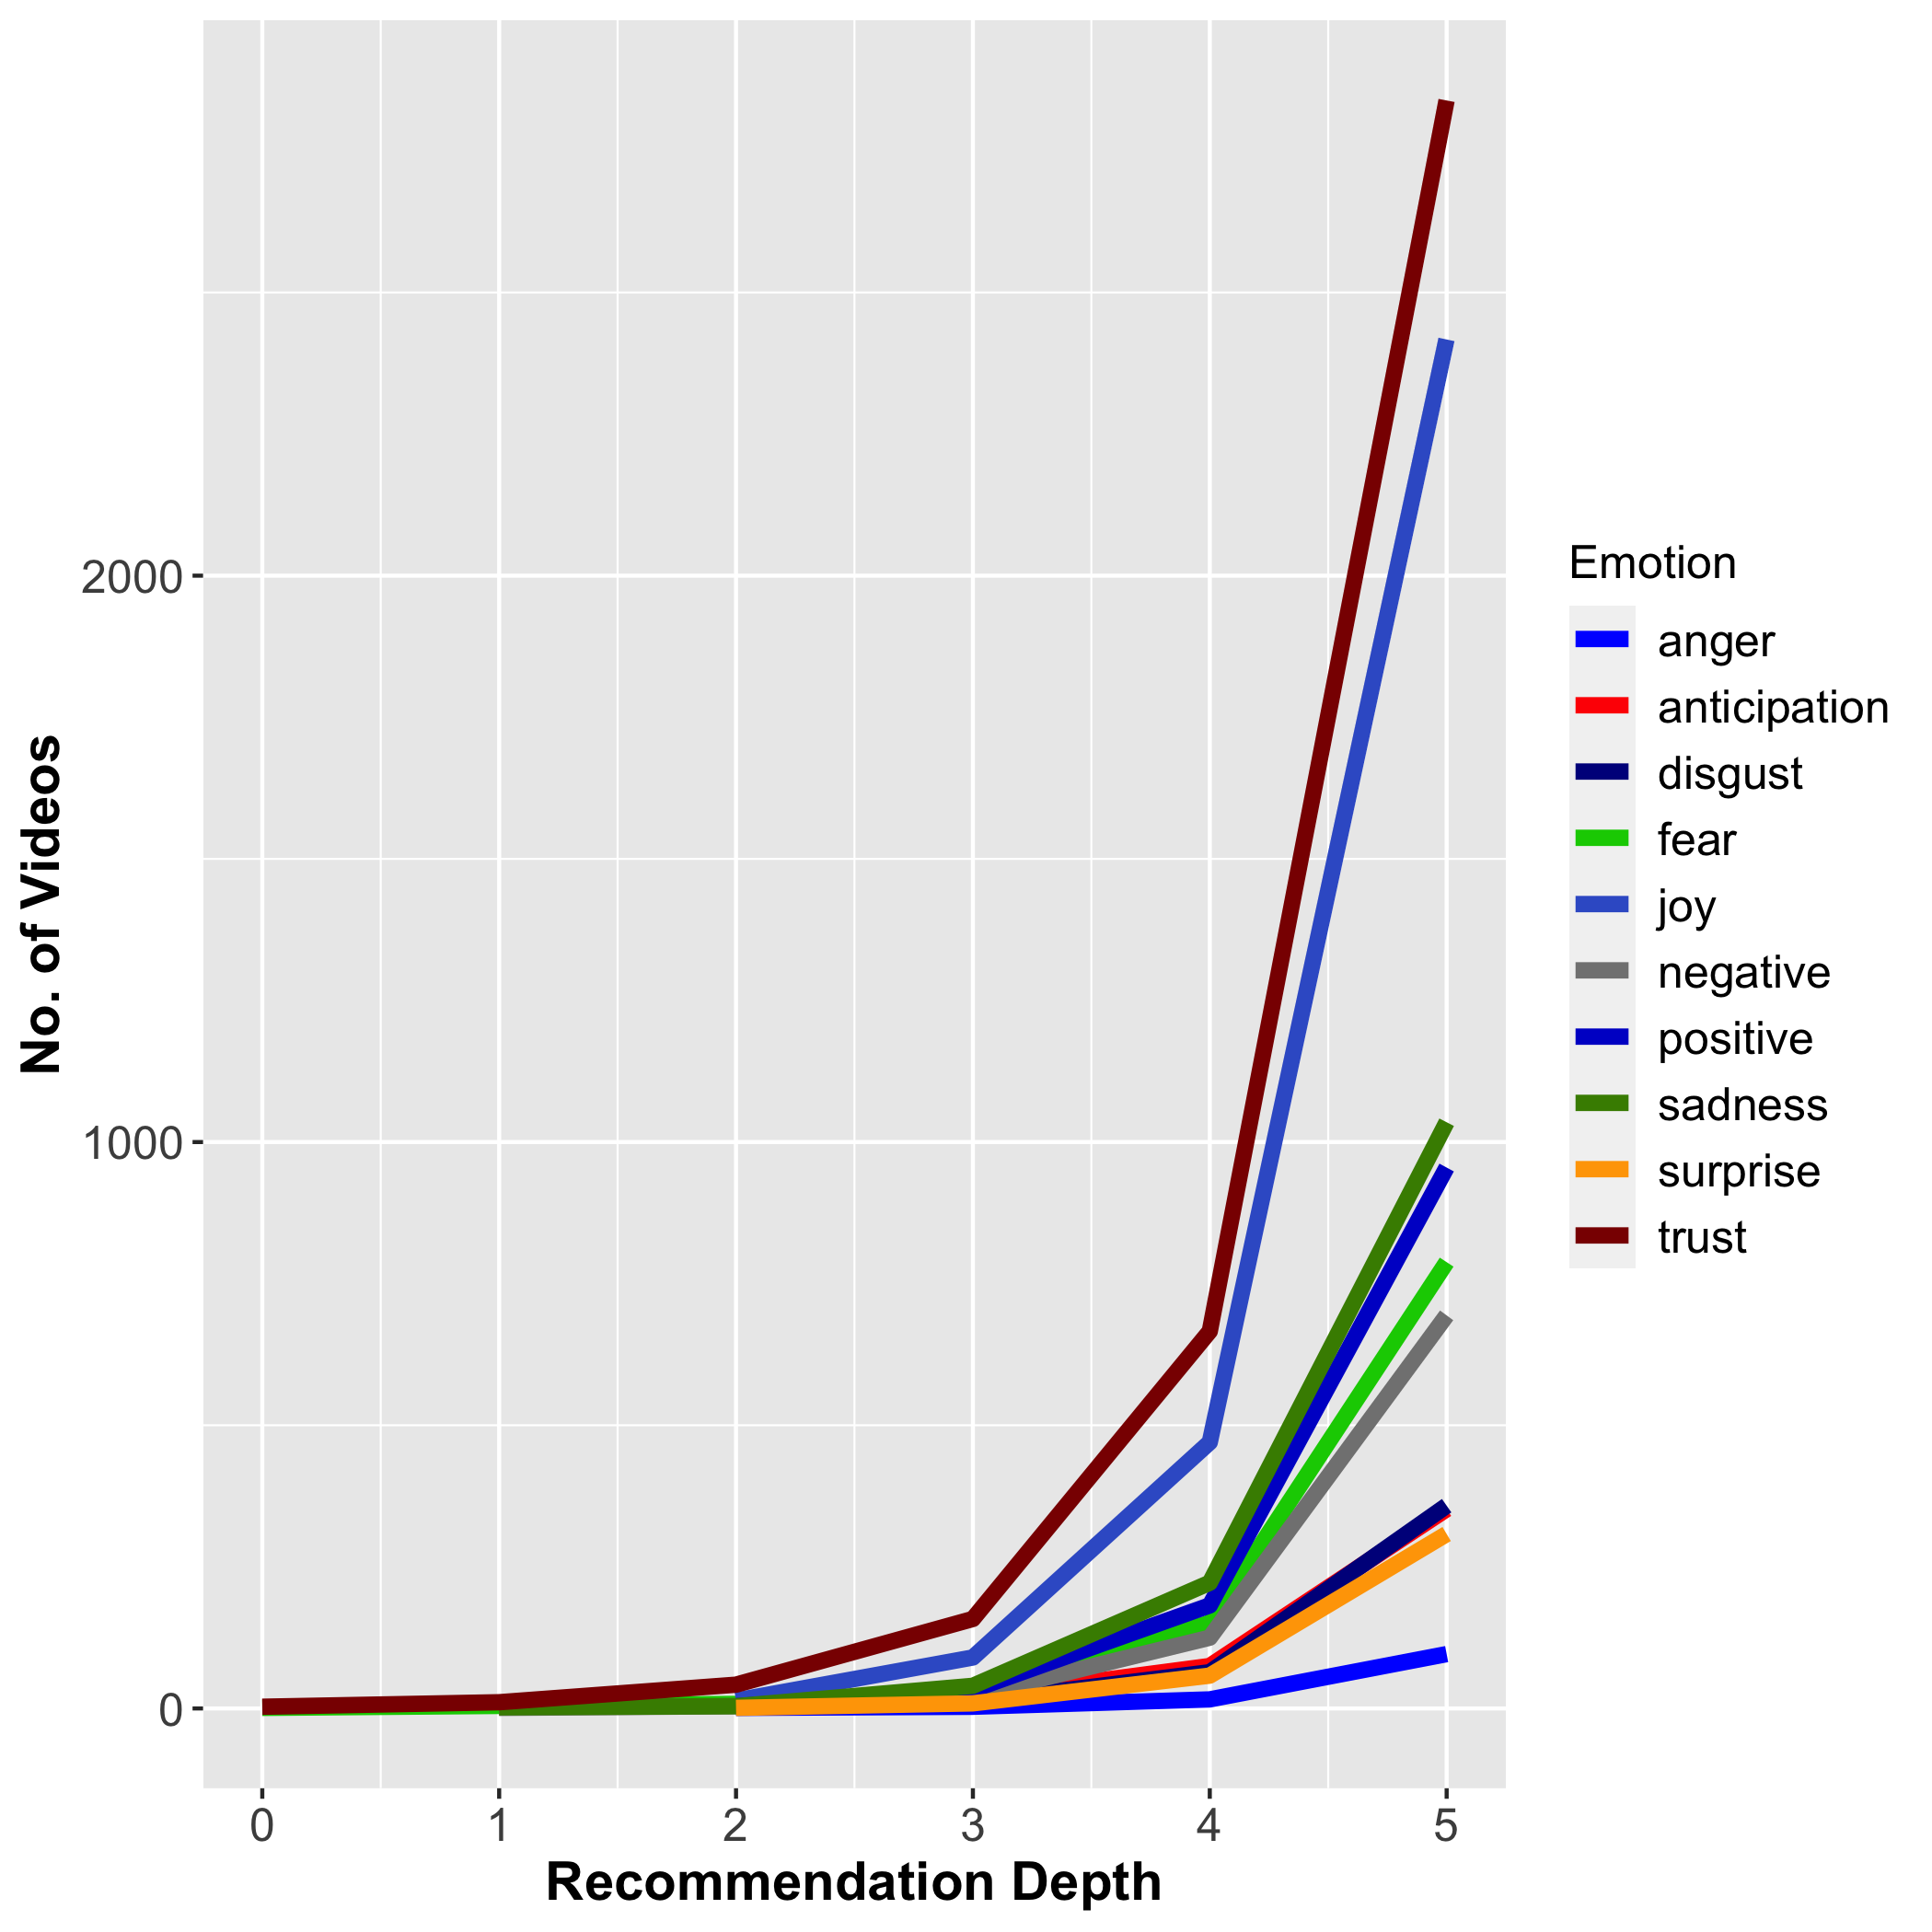 No. of Videos
2000
1000
0
0 1 2 3 4 5
Recommendation Depth
Emotion
anger
anticipation
disgust
fear
joy
negative
positive
sadness
surprise
trust